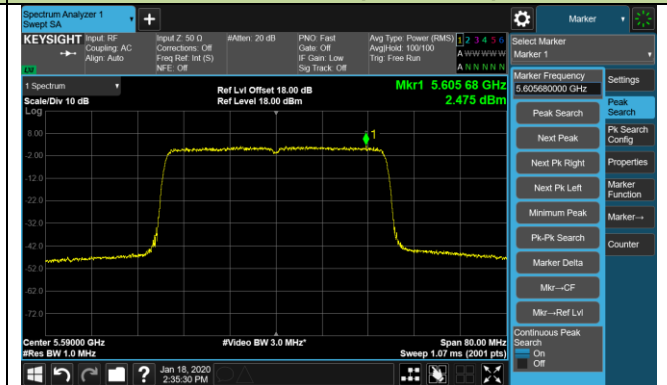 Spectrum Analyzer 1
Swept SA
Marker
KEYSIGHT
Input: RF
Coupling: AC
Align: Auto
Input Z: 50 Ω
Corrections: Off
Freq Ref: Int (S)
NFE: Off
#Atten: 20 dB
PNO: Fast
Gate: Off
IF Gain: Low
Sig Track: Off
Avg Type: Power (RMS)
Avg|Hold: 100/100
Trig: Free Run
1 2 3 4 5 6
A W W W W W
A N N N N N
LXI
Select Marker
Marker 1
1 Spectrum
Scale/Div 10 dB
Log
Ref Lvl Offset 18.00 dB
Ref Level 18.00 dBm
Mkr1 5.605 68 GHz
2.475 dBm
8.00
-2.00
-12.0
-22.0
-32.0
-42.0
-52.0
-62.0
-72.0
1
Center 5.59000 GHz
#Res BW 1.0 MHz
#Video BW 3.0 MHz*
Span 80.00 MHz
Sweep 1.07 ms (2001 pts)
Marker Frequency
5.605680000 GHz
Peak Search
Next Peak
Next Pk Right
Next Pk Left
Minimum Peak
Pk-Pk Search
Marker Delta
Mkr→CF
Mkr→Ref Lvl
Continuous Peak
Search
On
Off
Settings
Peak
Search
Pk Search
Config
Properties
Marker
Function
Marker→
Counter
Jan 18, 2020
2:35:30 PM